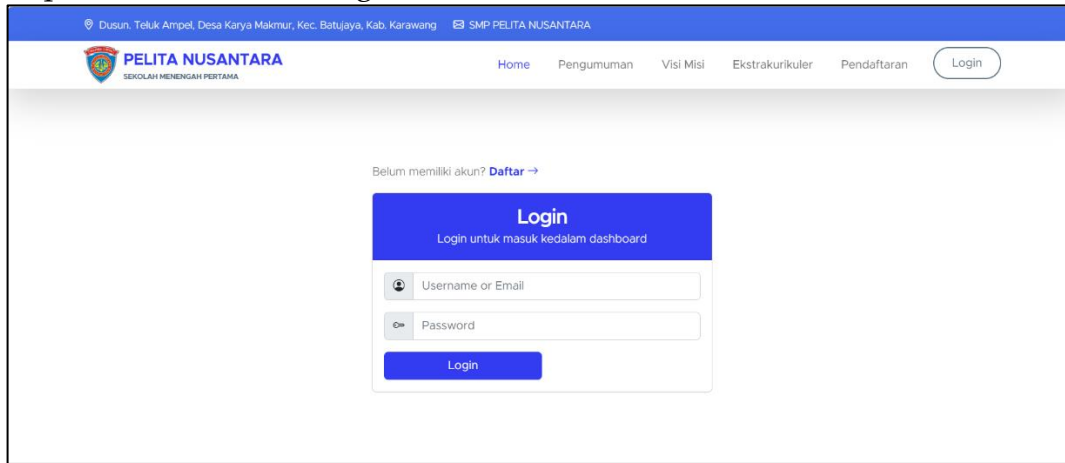 Dusun. Teluk Ampel, Desa Karya Makmur, Kec. Batujaya, Kab. Karawang SMP PELITA NUSANTARA
PELITA NUSANTARA
SEKOLAH MENENGAH PERTAMA
Home Pengumuman Visi Misi Ekstrakurikuler Pendaftaran Login
Belum memiliki akun? Daftar →
Login
Login untuk masuk kedalam dashboard
Username or Email
Password
Login